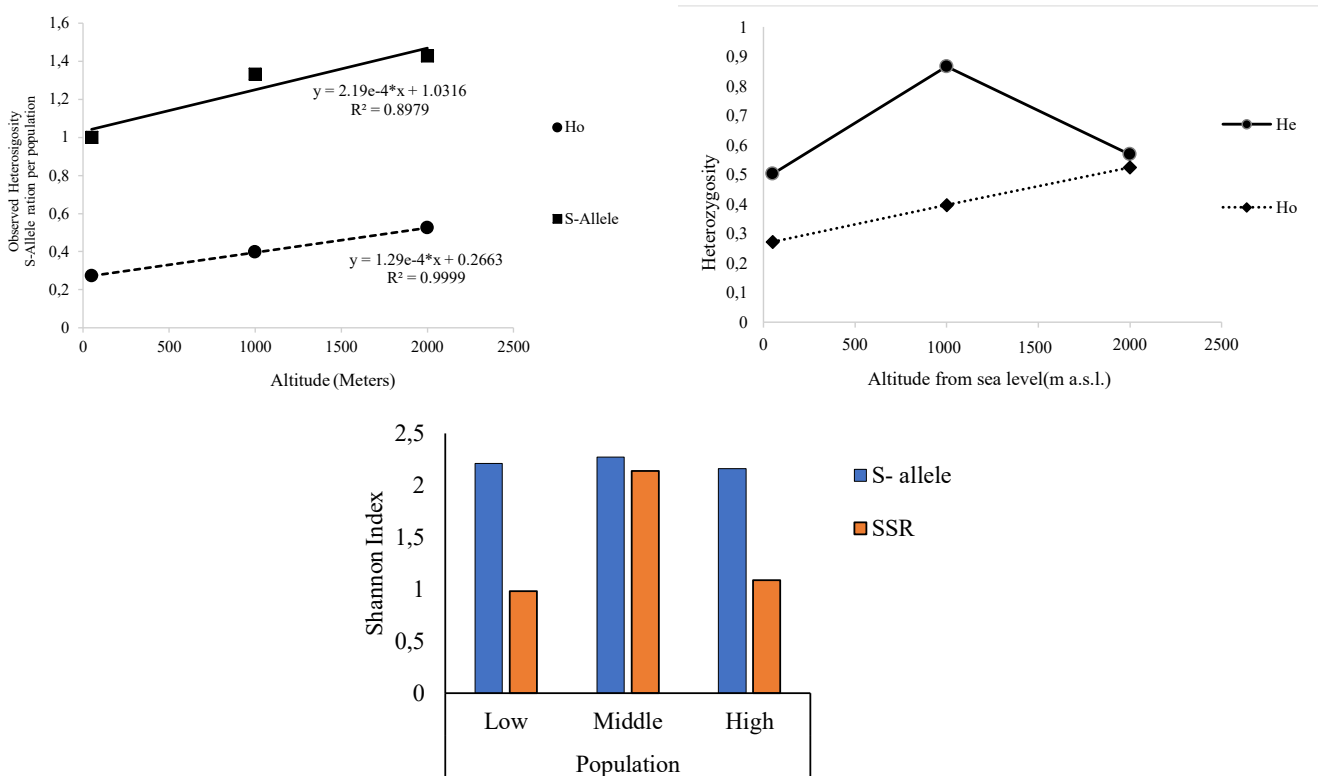 1,6
1,4
1,2
1
0,8
0,6
0,4
0,2
0
Observed Heterosigosity
S-Allele ration per population
y = 2.19e-4*x + 1.0316
R² = 0.8979
y = 1.29e-4*x + 0.2663
R² = 0.9999
0 500 1000 1500 2000 2500
Altitude (Meters)
Ho
S-Allele
1
0,9
0,8
0,7
0,6
0,5
0,4
0,3
0,2
0,1
0
Heterozygosity
0 500 1000 1500 2000 2500
Altitude from sea level(m a.s.l.)
He
Ho
2,5
2
1,5
1
0,5
0
Shannon Index
Low Middle High
Population
S- allele
SSR